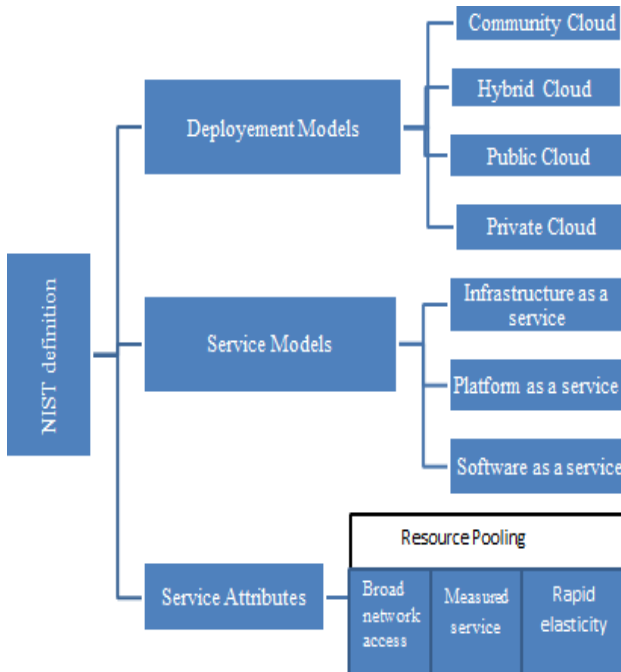 NIST definition
Deployement Models
Community Cloud
Hybrid Cloud
Public Cloud
Private Cloud
Service Models
Infrastructure as a
service
Platform as a service
Software as a service
Service Attributes
Resource Pooling
Broad
network
access
Measured
service
Rapid
elasticity